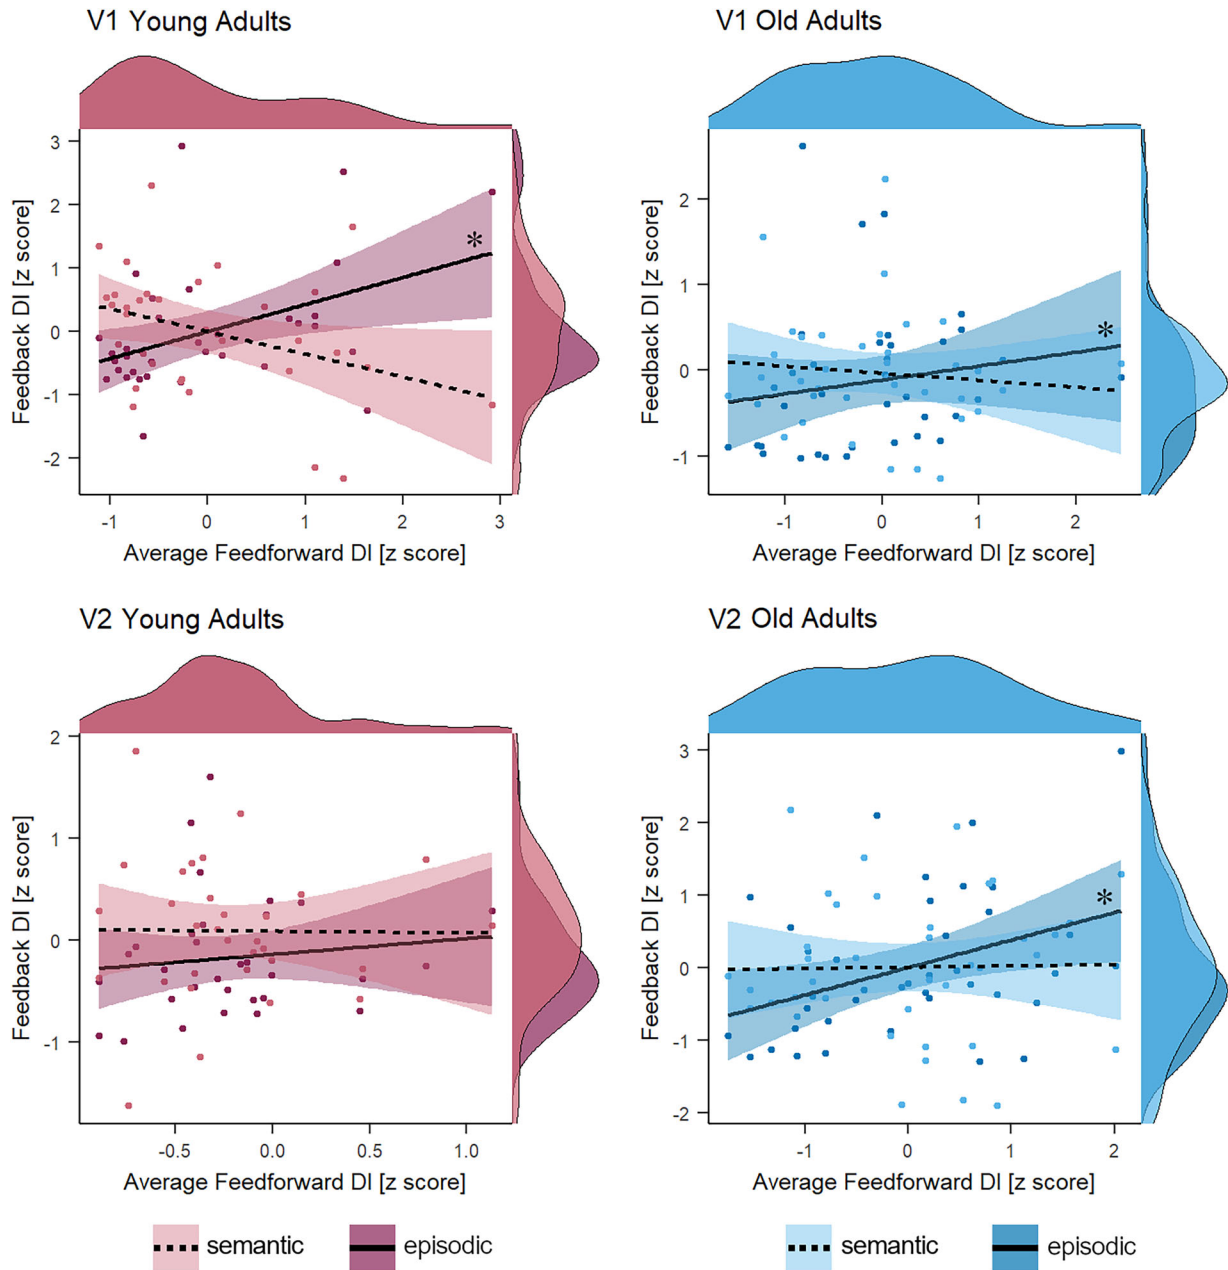 V1 Young Adults
V1 Old Adults
3
2
1
0
-1
-2
Feedback DI [z score]
*
-1
0
1
2
3
Average Feedforward DI [z score]
2
1
0
-1
Feedback DI [z score]
*
-1
0
1
2
Average Feedforward DI [z score]
V2 Young Adults
V2 Old Adults
2
1
0
-1
Feedback DI [z score]
-0.5
0.0
0.5
1.0
Average Feedforward DI [z score]
3
2
1
0
-1
-2
Feedback DI [z score]
*
-1
0
1
2
Average Feedforward DI [z score]
semantic
episodic
semantic
episodic